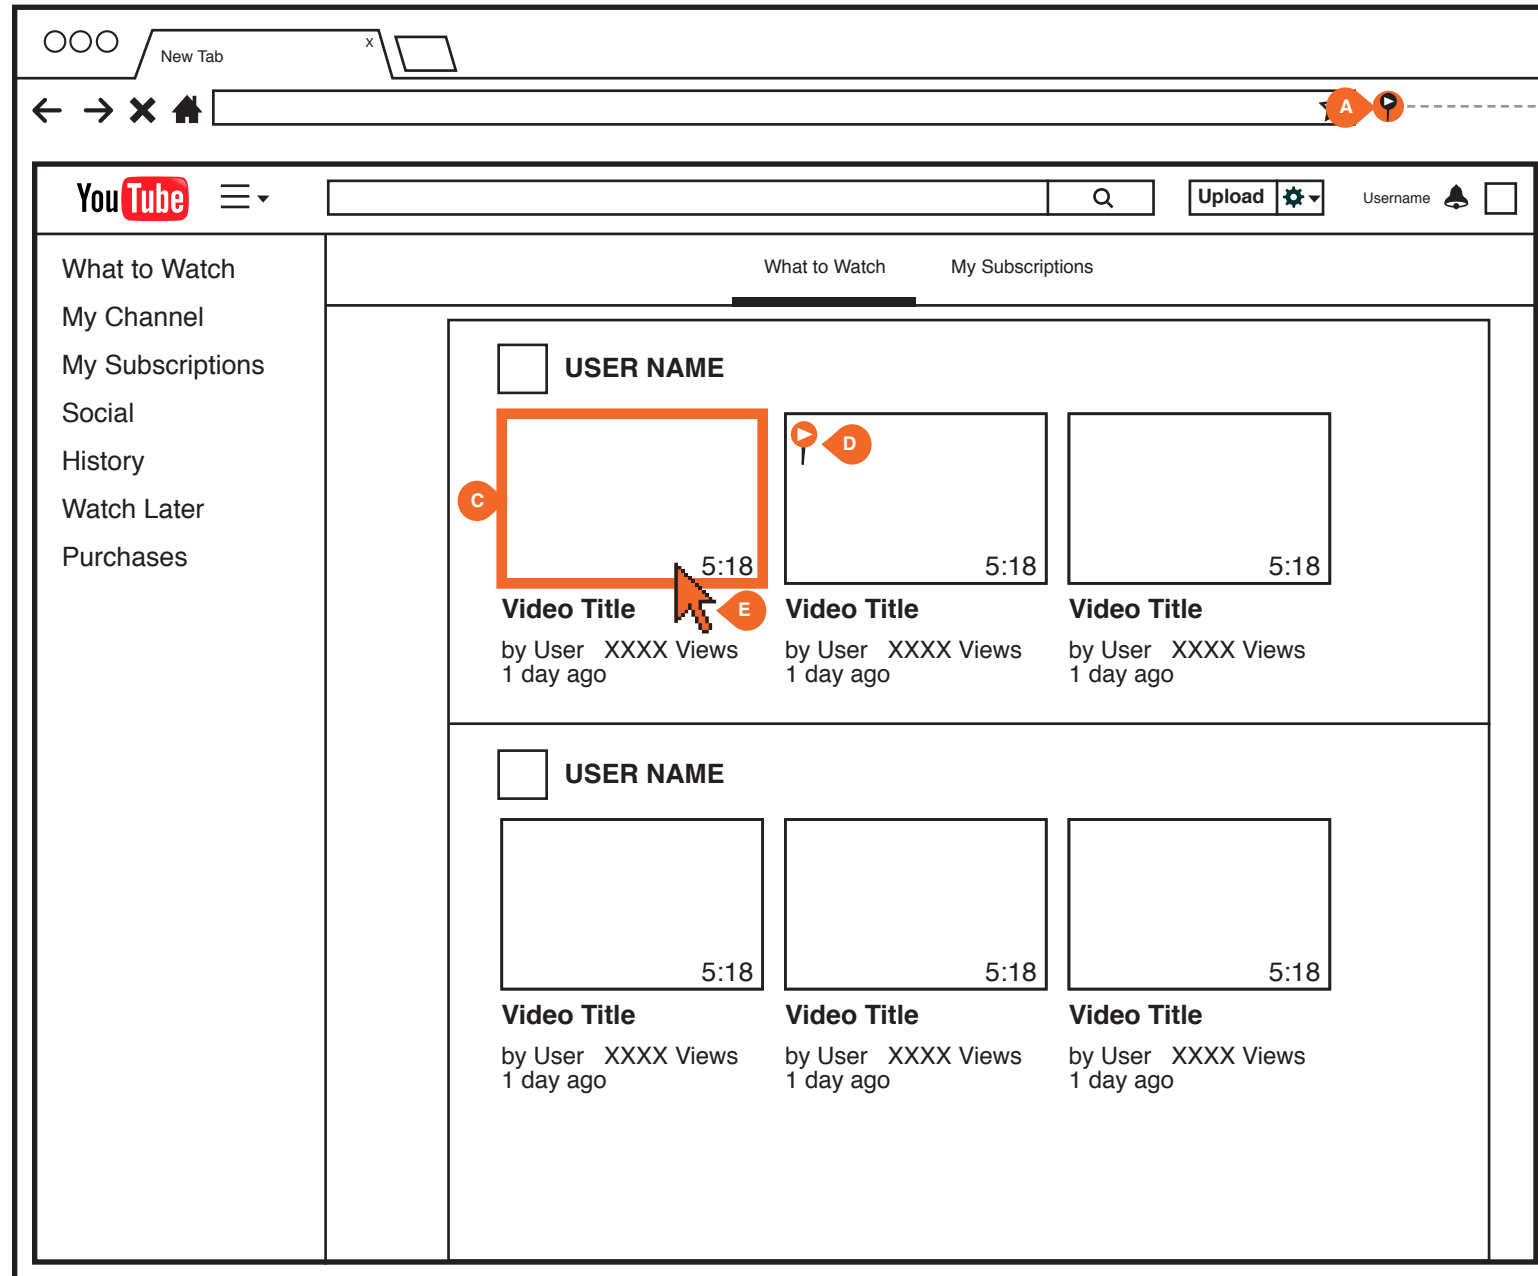 New Tab x
A
YouTube Upload Username
What to Watch
My Channel
My Subscriptions
Social
History
Watch Later
Purchases
What to Watch My Subscriptions
USER NAME
D
C
5:18 5:18 5:18
E
Video Title Video Title Video Title
by User XXXX Views by User XXXX Views by User XXXX Views
1 day ago 1 day ago 1 day ago
USER NAME
5:18 5:18 5:18
Video Title Video Title Video Title
by User XXXX Views by User XXXX Views by User XXXX Views
1 day ago 1 day ago 1 day ago